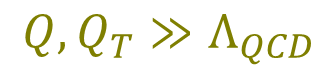 Q, Q_T ≫ Λ_QCD